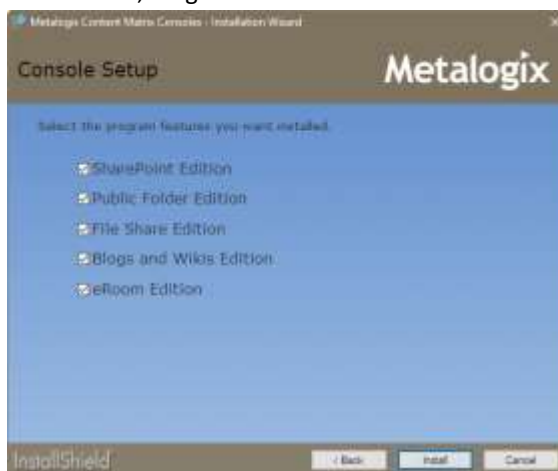 Metalogix Content Matrix Consoles - Installation Wizard
Console Setup
Metalogix
Select the program features you want installed.
SharePoint Edition
Public Folder Edition
File Share Edition
Blogs and Wikis Edition
eRoom Edition
InstallShield
< Back
Install
Cancel